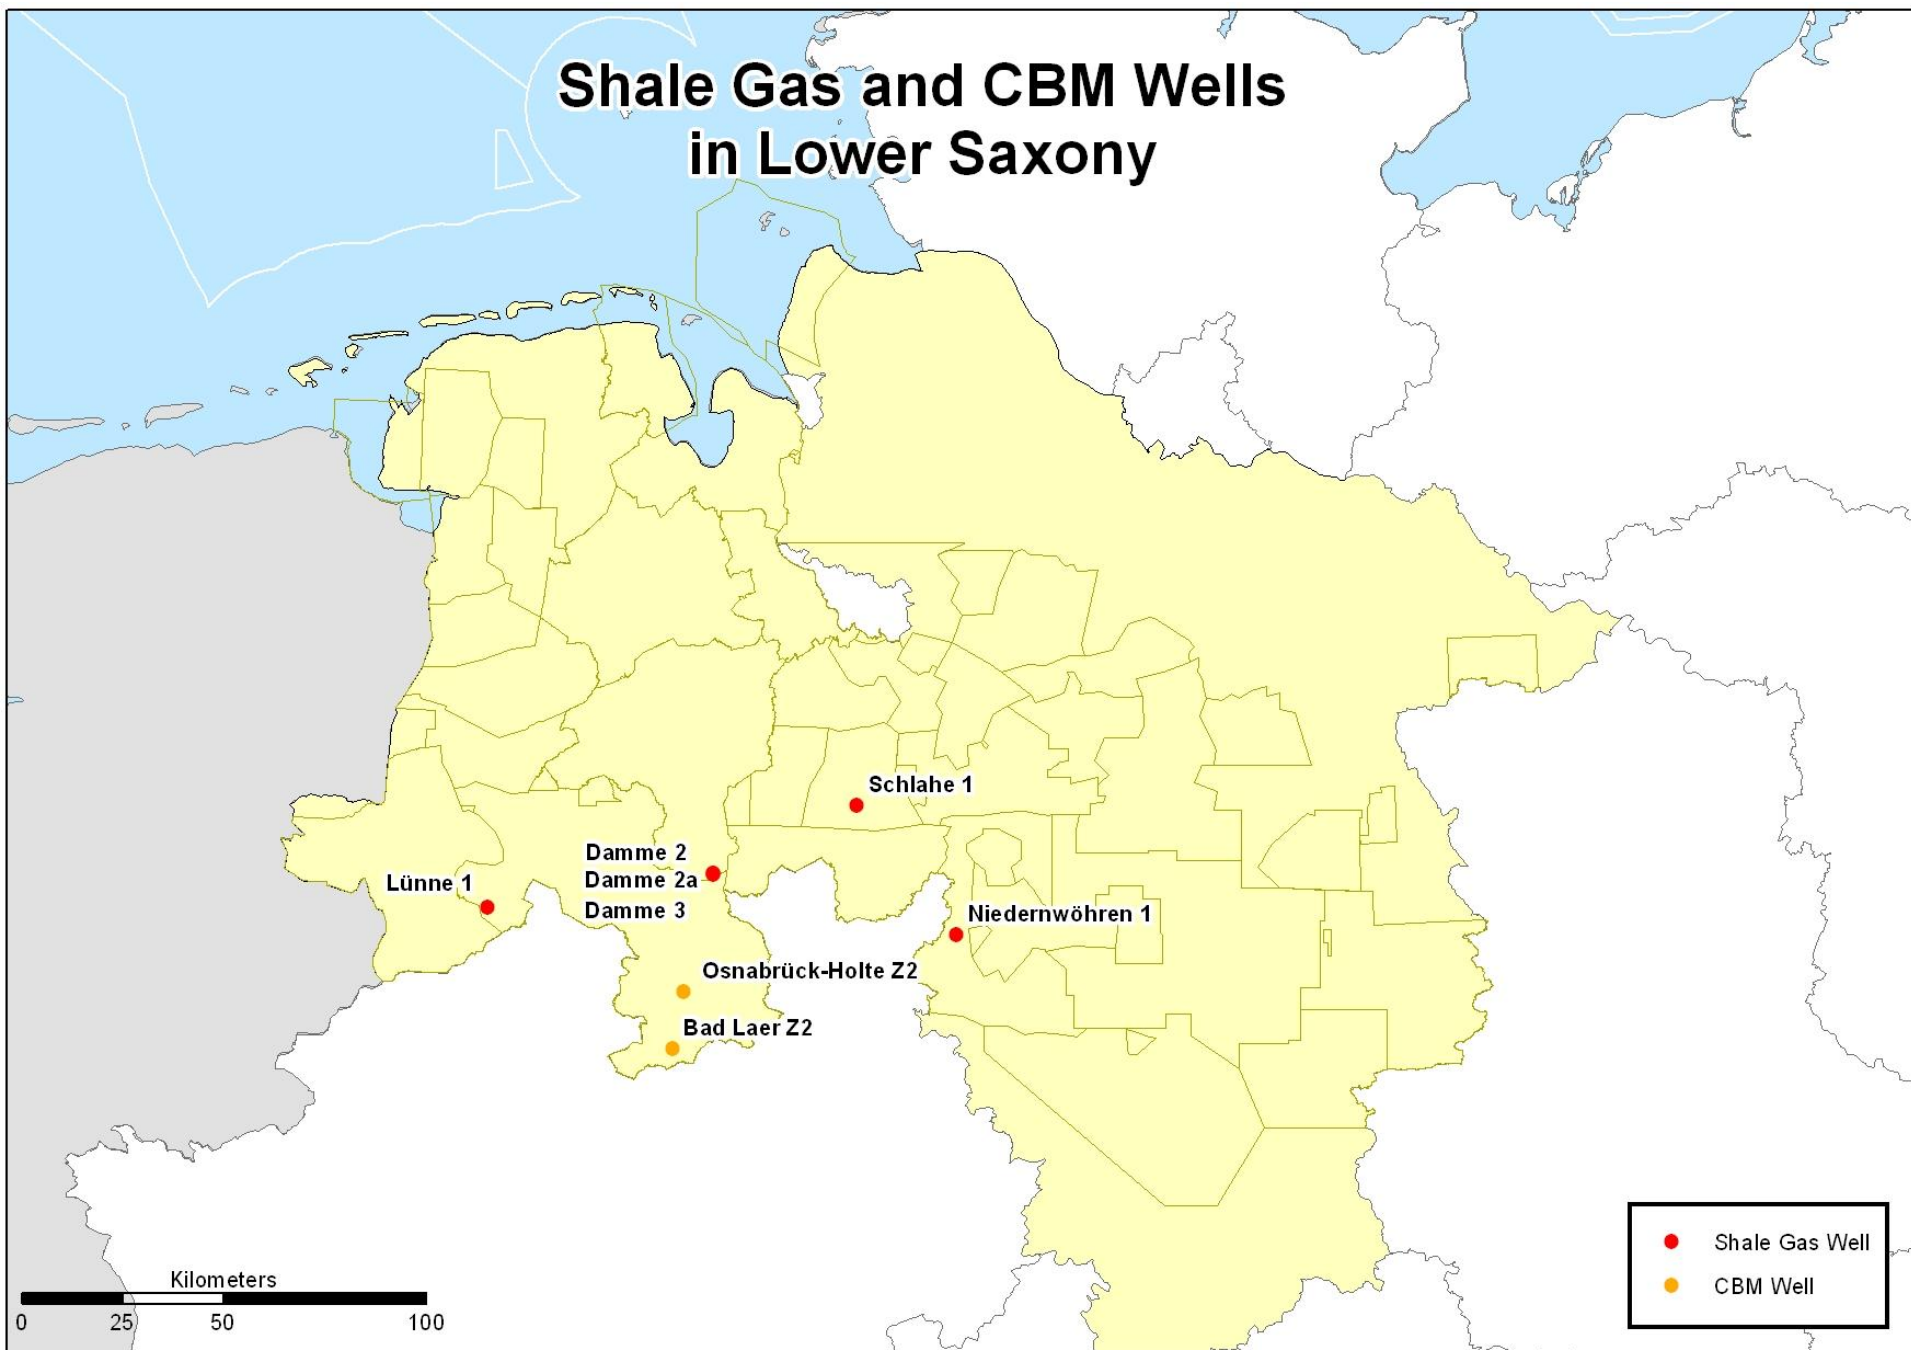 Shale Gas and CBM Wells
in Lower Saxony
Schlahe 1
Damme 2
Damme 2a
Damme 3
Lünne 1
Niedernwöhren 1
Osnabrück-Holte Z2
Bad Laer Z2
Kilometers
0 25 50 100
Shale Gas Well
CBM Well